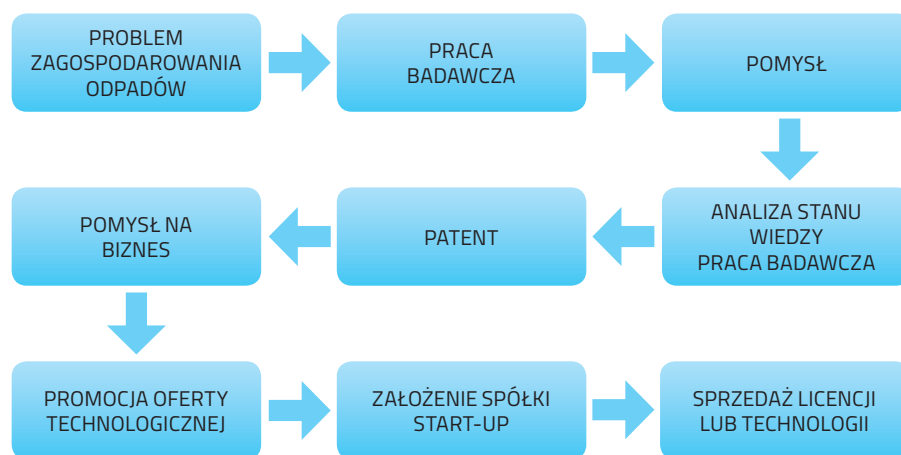 PROBLEM
ZAGOSPODAROWANIA
ODPADÓW
PRACA
BADAWCZA
POMYSŁ
ANALIZA STANU
WIEDZY
PRACA BADAWCZA
PATENT
POMYSŁ NA
BIZNES
PROMOCJA OFERTY
TECHNOLOGICZNEJ
ZAŁOŻENIE SPÓŁKI
START-UP
SPRZEDAŻ LICENCJI
LUB TECHNOLOGII